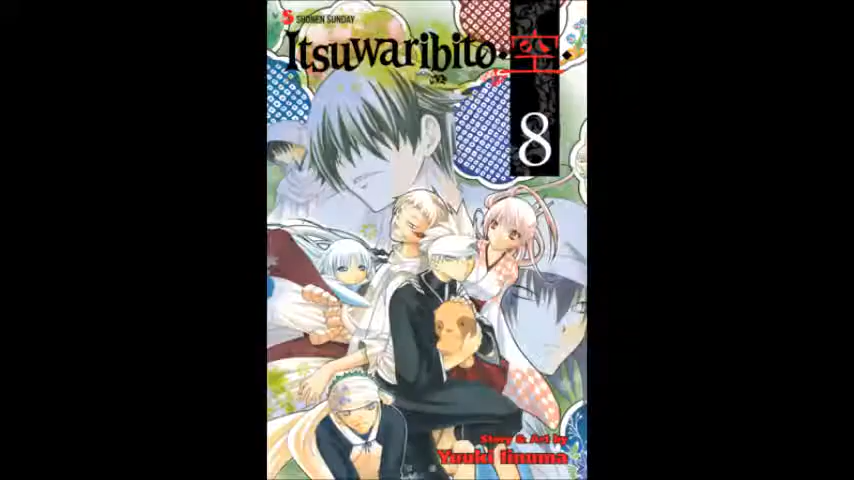 SHONEN SUNDAY
Itsuwaribito・空・
8
Story & Art by
Yuuki Iinuma